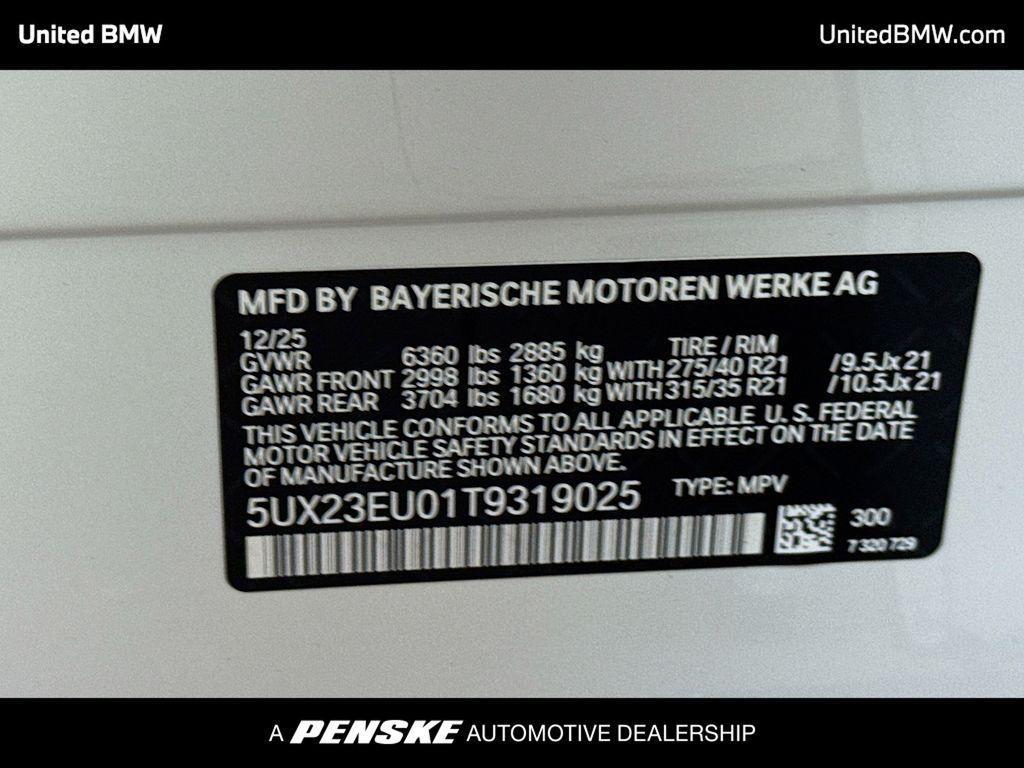 United BMW
UnitedBMW.com
MFD BY BAYERISCHE MOTOREN WERKE AG
12/25 TIRE / RIM
GVWR 6360 lbs 2885 kg
GAWR FRONT 2998 lbs 1360 kg WITH 275/40 R21 /9.5Jx21
GAWR REAR 3704 lbs 1680 kg WITH 315/35 R21 /10.5Jx21
THIS VEHICLE CONFORMS TO ALL APPLICABLE U. S. FEDERAL
MOTOR VEHICLE SAFETY STANDARDS IN EFFECT ON THE DATE
OF MANUFACTURE SHOWN ABOVE.
5UX23EU01T9319025 TYPE: MPV
300
7 320 729
A PENSKE AUTOMOTIVE DEALERSHIP